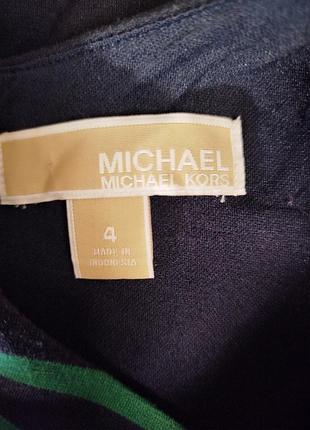 MICHAEL
MICHAEL KORS
4
MADE IN
INDONESIA